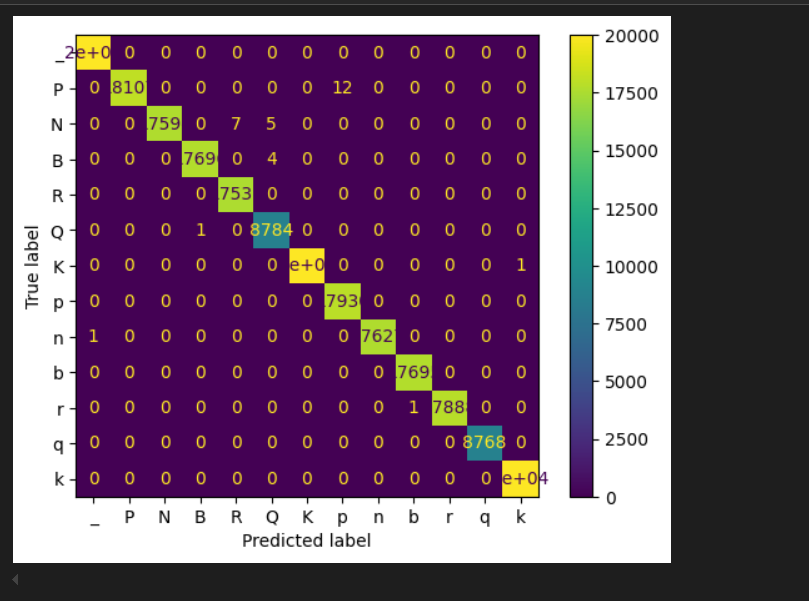 _ 2e+0 0 0 0 0 0 0 0 0 0 0 0 0
P 0 810 0 0 0 0 0 12 0 0 0 0 0
N 0 0 759 0 7 5 0 0 0 0 0 0 0
B 0 0 0 769 0 4 0 0 0 0 0 0 0
R 0 0 0 0 753 0 0 0 0 0 0 0 0
Q 0 0 0 1 0 8784 0 0 0 0 0 0 0
K 0 0 0 0 0 0 e+0 0 0 0 0 0 1
p 0 0 0 0 0 0 0 793 0 0 0 0 0
n 1 0 0 0 0 0 0 0 762 0 0 0 0
b 0 0 0 0 0 0 0 0 0 769 0 0 0
r 0 0 0 0 0 0 0 0 0 1 788 0 0
q 0 0 0 0 0 0 0 0 0 0 0 8768 0
k 0 0 0 0 0 0 0 0 0 0 0 0 e+04
_ P N B R Q K p n b r q k
Predicted label
True label
20000
17500
15000
12500
10000
7500
5000
2500
0